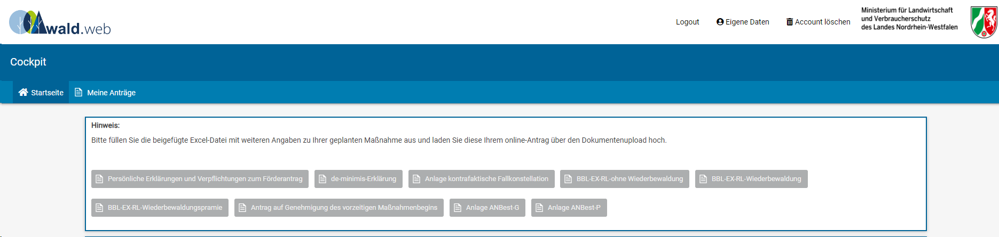 wald.web
Logout
Eigene Daten
Account löschen
Ministerium für Landwirtschaft
und Verbraucherschutz
des Landes Nordrhein-Westfalen
Cockpit
Startseite
Meine Anträge
Hinweis:
Bitte füllen Sie die beigefügte Excel-Datei mit weiteren Angaben zu Ihrer geplanten Maßnahme aus und laden Sie diese Ihrem online-Antrag über den Dokumentenupload hoch.
Persönliche Erklärungen und Verpflichtungen zum Förderantrag
de-minimis-Erklärung
Anlage kontrafaktische Fallkonstellation
BBL-EX-RL-ohne Wiederbewaldung
BBL-EX-RL-Wiederbewaldung
BBL-EX-RL-Wiederbewaldungspramie
Antrag auf Genehmigung des vorzeitigen Maßnahmenbegins
Anlage ANBest-G
Anlage ANBest-P